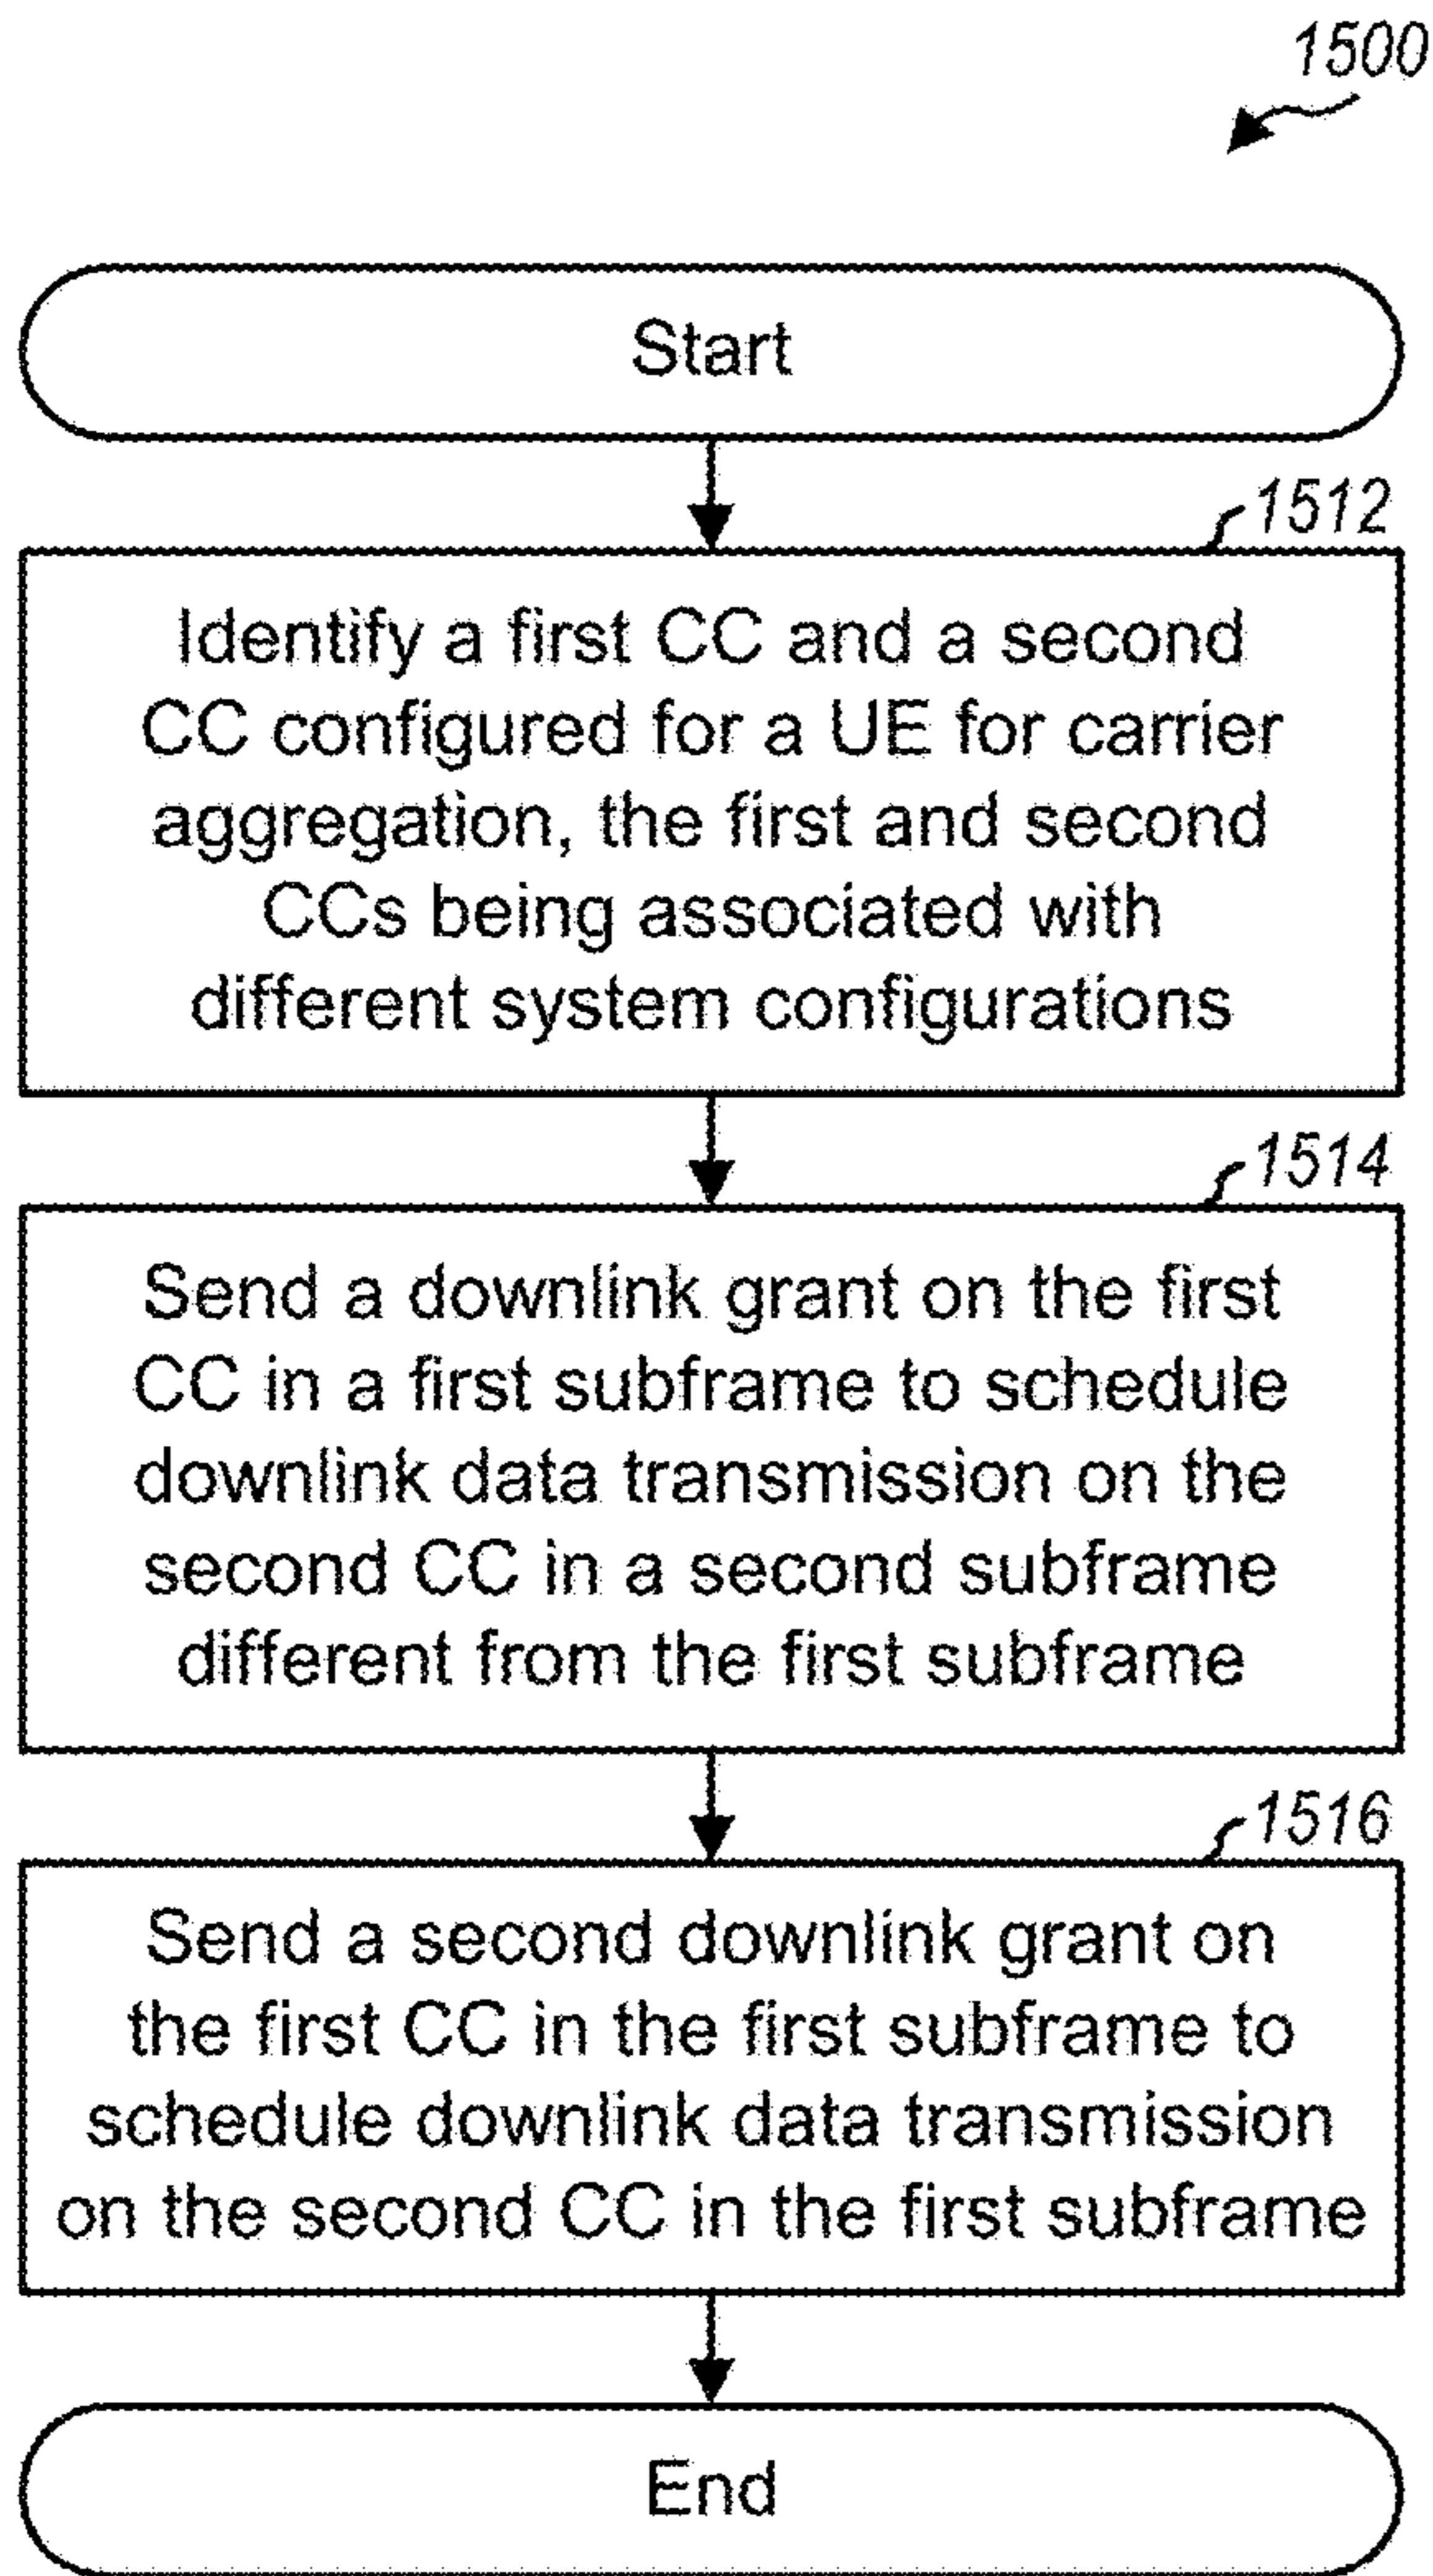 1500
Start
1512
Identify a first CC and a second
CC configured for a UE for carrier
aggregation, the first and second
CCs being associated with
different system configurations
1514
Send a downlink grant on the first
CC in a first subframe to schedule
downlink data transmission on the
second CC in a second subframe
different from the first subframe
1516
Send a second downlink grant on
the first CC in the first subframe to
schedule downlink data transmission
on the second CC in the first subframe
End